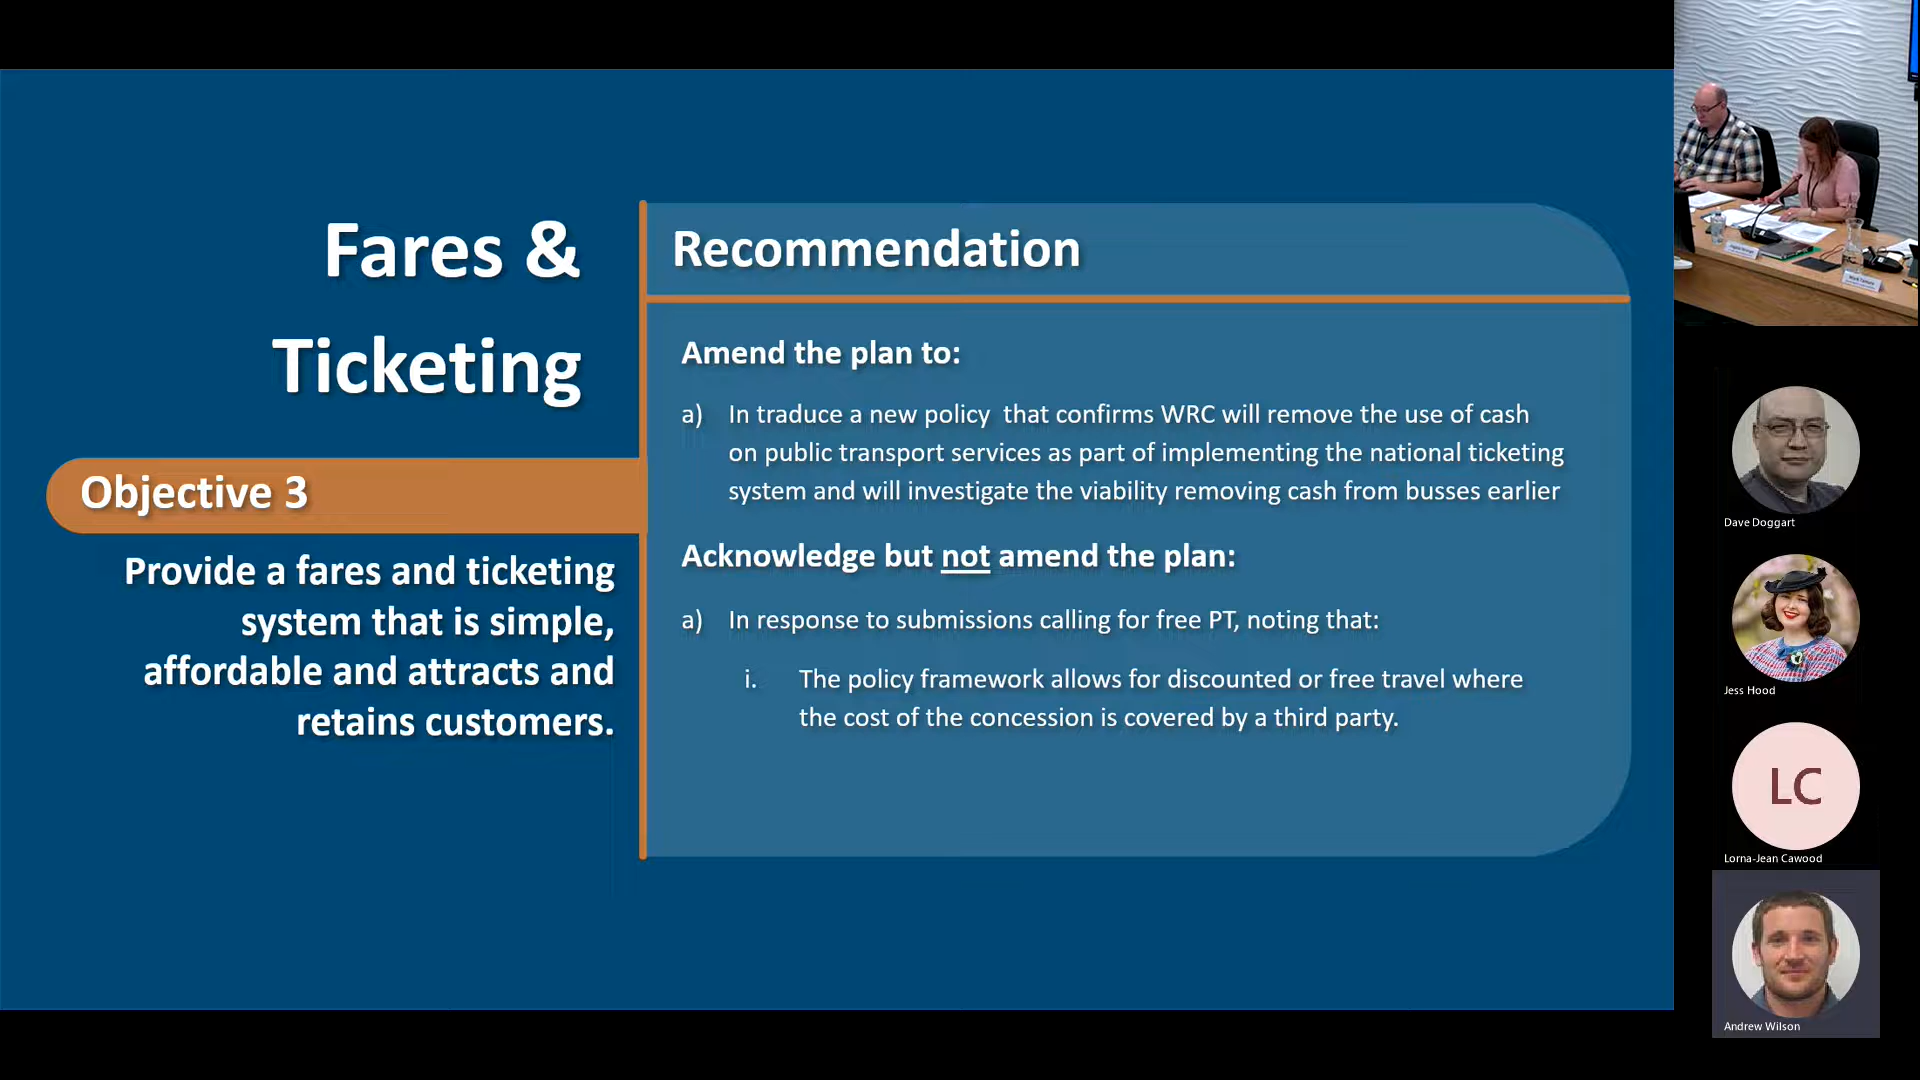 Fares &
Ticketing
Objective 3
Provide a fares and ticketing
system that is simple,
affordable and attracts and
retains customers.
Recommendation
Amend the plan to:
a) In traduce a new policy that confirms WRC will remove the use of cash
on public transport services as part of implementing the national ticketing
system and will investigate the viability removing cash from busses earlier
Acknowledge but not amend the plan:
a) In response to submissions calling for free PT, noting that:
i. The policy framework allows for discounted or free travel where
the cost of the concession is covered by a third party.
Dave Doggart
Jess Hood
LC
Lorna-Jean Cawood
Andrew Wilson